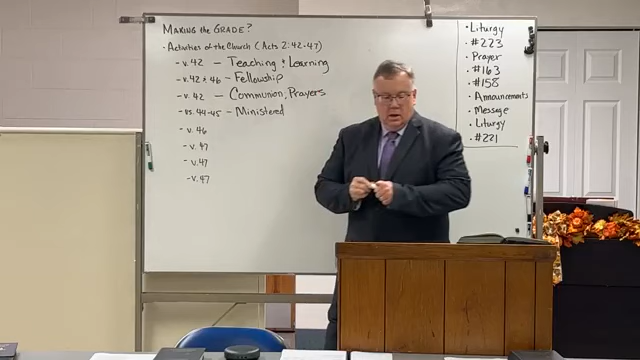 Making the Grade?
• Activities of the Church (Acts 2:42-47)
- v. 42 - Teaching & Learning
- v. 42 & 46 - Fellowship
- v. 42 - Communion, Prayers
- vs. 44-45 - Ministered
- v. 46
- v. 47
- v. 47
- v. 47
• Liturgy
• #223
• Prayer
• #163
• #158
• Announcements
• Message
• Liturgy
• #221